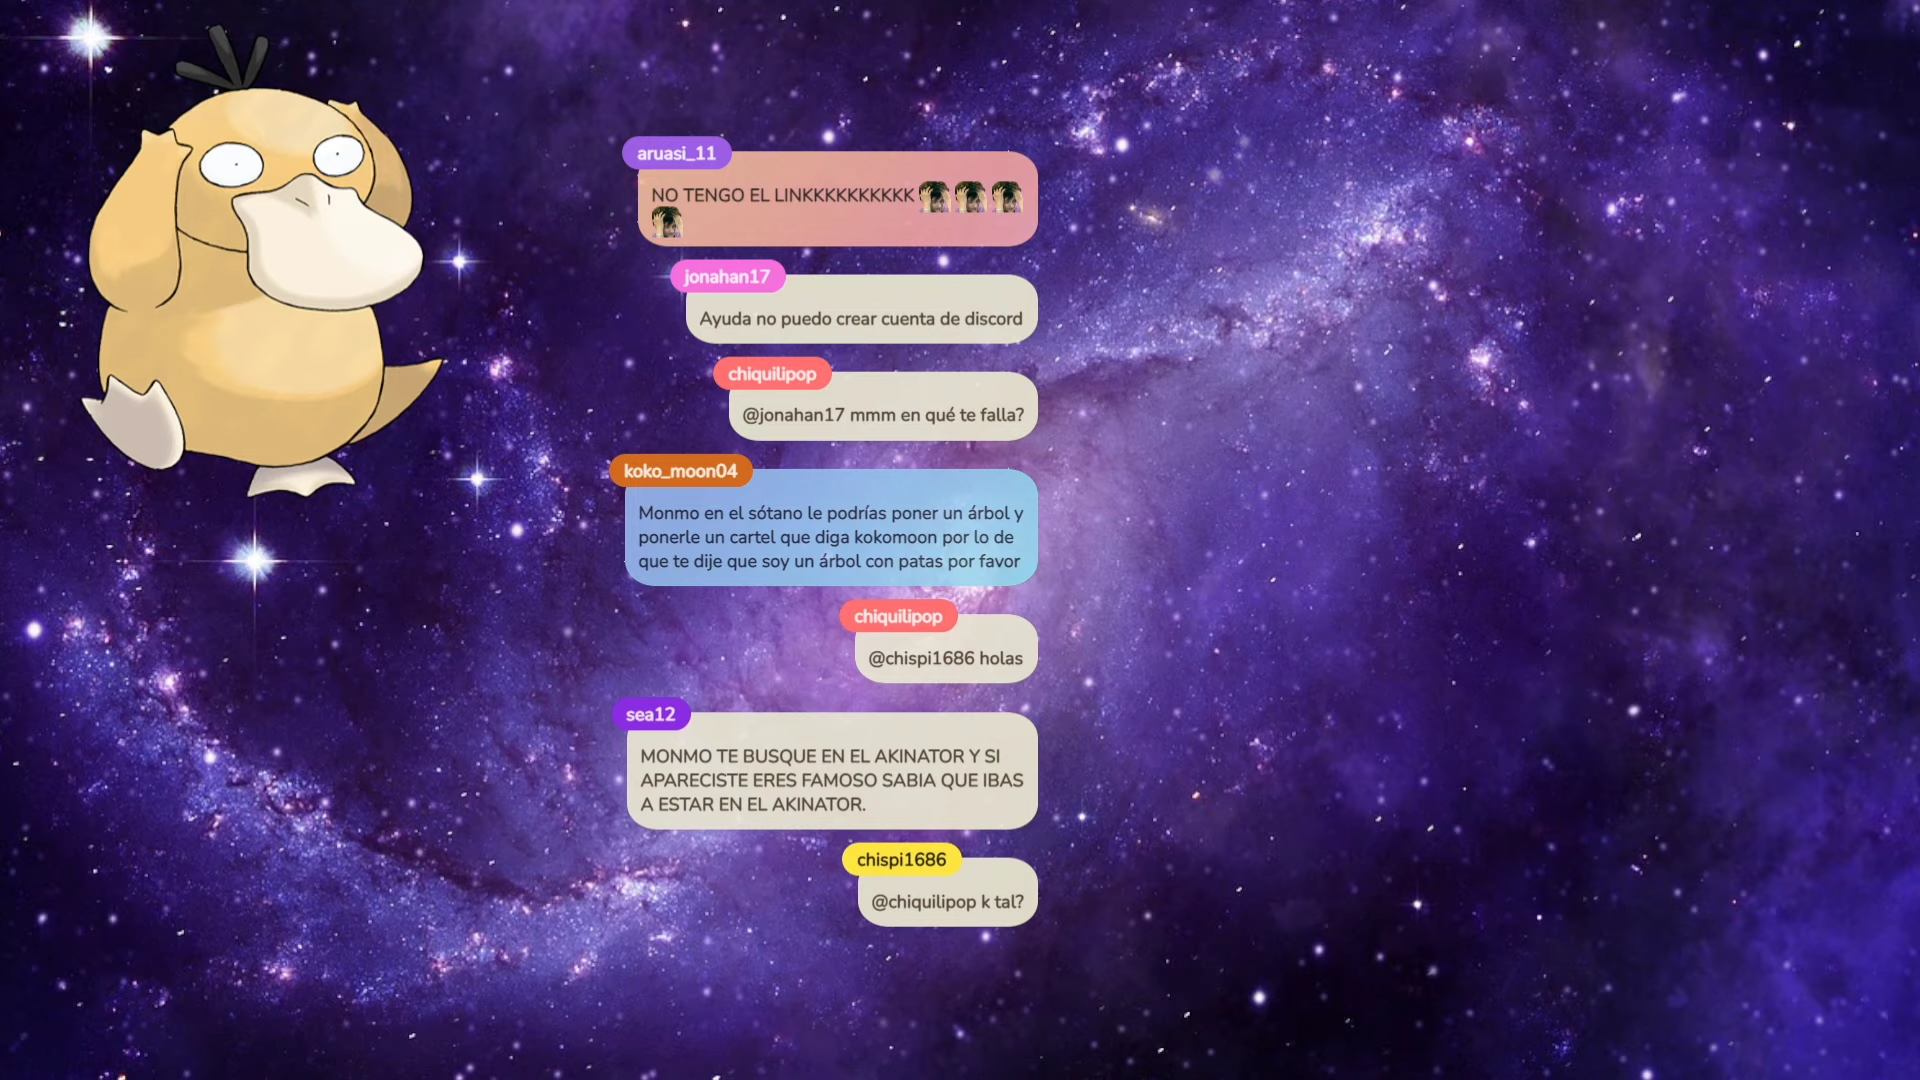 aruasi_11
NO TENGO EL LINKKKKKKKKKK
jonahan17
Ayuda no puedo crear cuenta de discord
chiquilipop
@jonahan17 mmm en qué te falla?
koko_moon04
Monmo en el sótano le podrías poner un árbol y
ponerle un cartel que diga kokomoon por lo de
que te dije que soy un árbol con patas por favor
chiquilipop
@chispi1686 holas
sea12
MONMO TE BUSQUE EN EL AKINATOR Y SI
APARECISTE ERES FAMOSO SABIA QUE IBAS
A ESTAR EN EL AKINATOR.
chispi1686
@chiquilipop k tal?